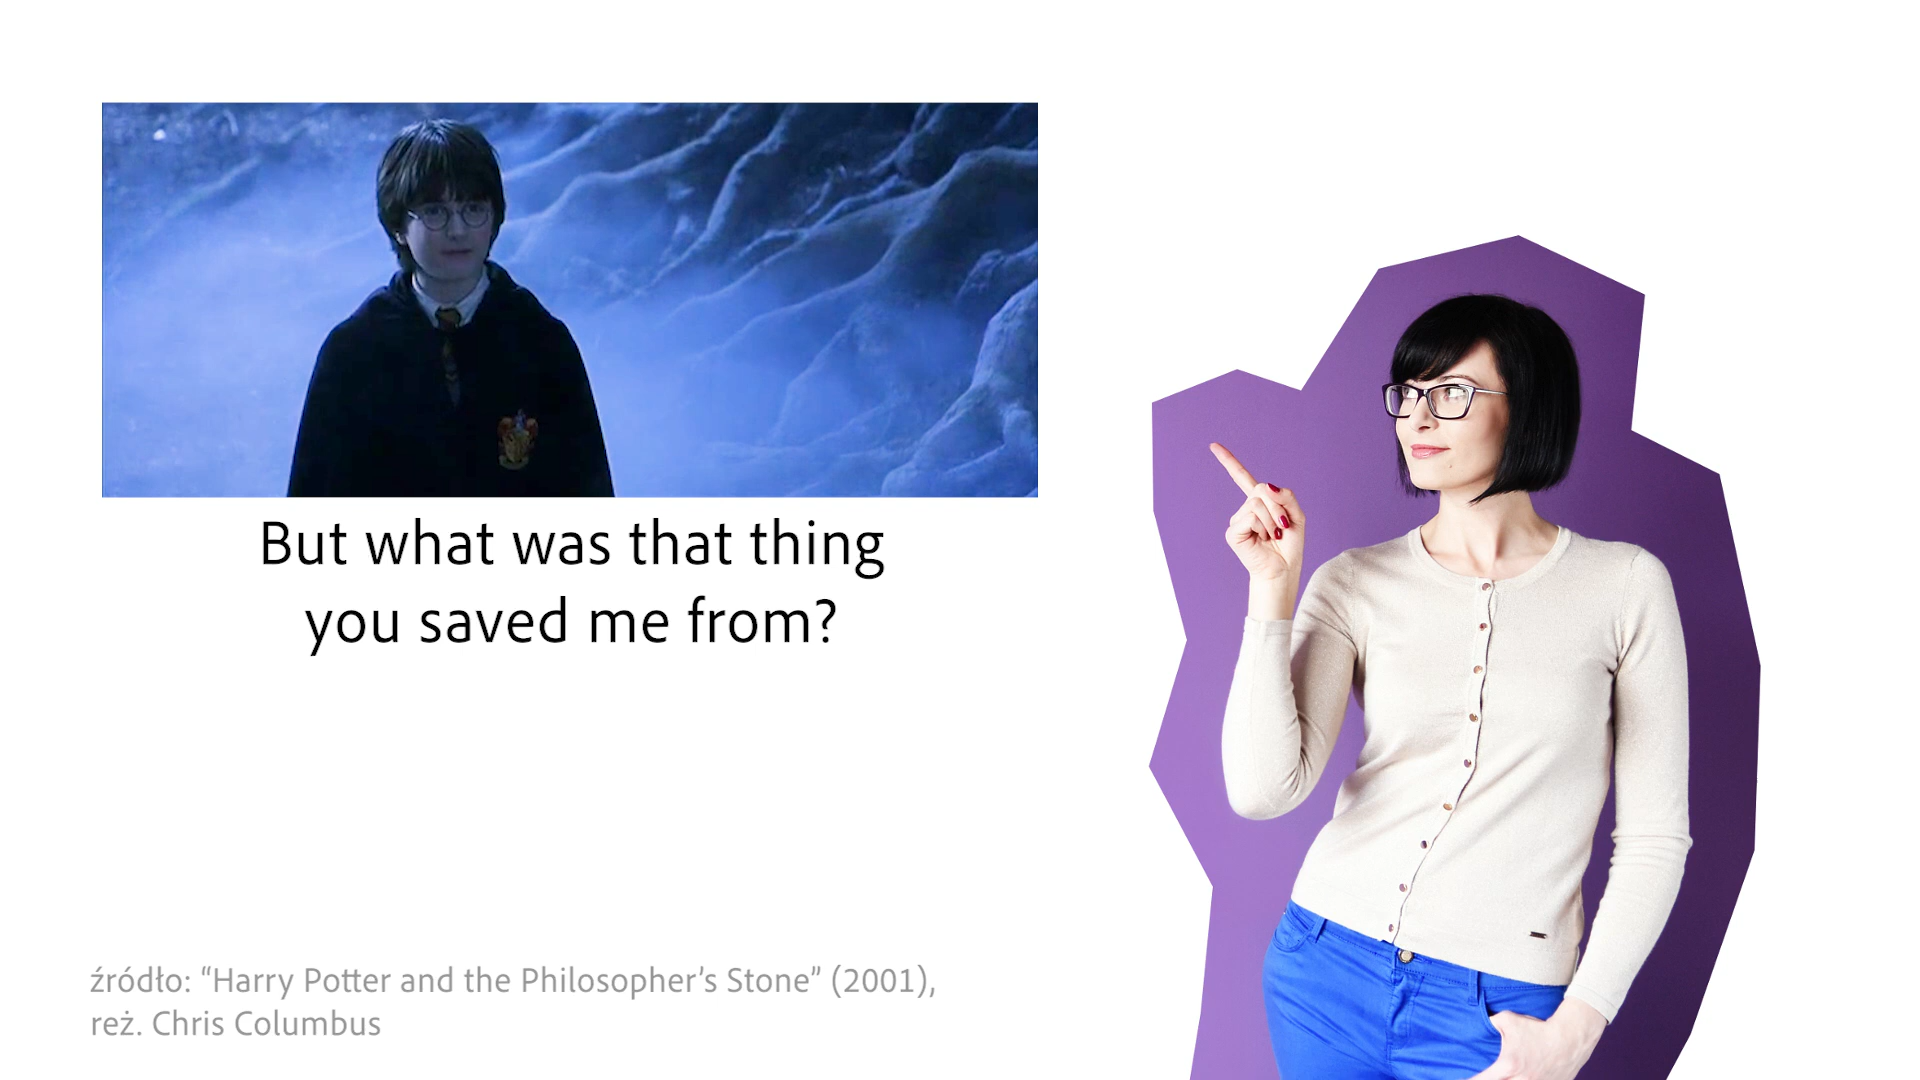 But what was that thing
you saved me from?
źródło: “Harry Potter and the Philosopher’s Stone” (2001),
reż. Chris Columbus